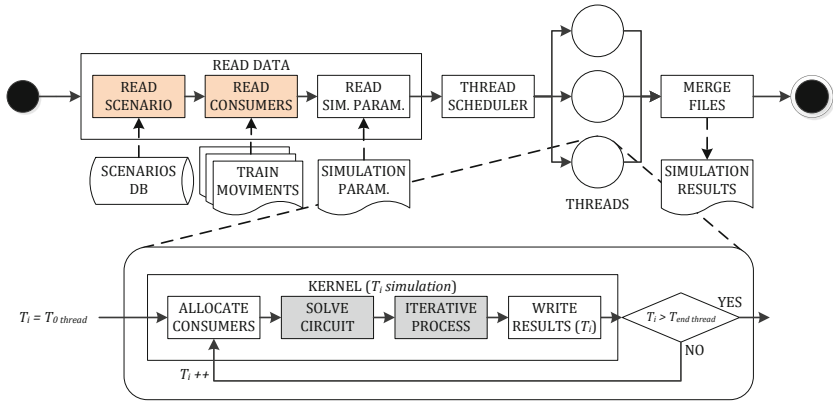 READ DATA
READ
SCENARIO
READ
CONSUMERS
READ
SIM. PARAM.
THREAD
SCHEDULER
MERGE
FILES
SCENARIOS
DB
TRAIN
MOVIMENTS
SIMULATION
PARAM.
THREADS
SIMULATION
RESULTS
KERNEL (Ti simulation)
Ti = T0 thread
ALLOCATE
CONSUMERS
SOLVE
CIRCUIT
ITERATIVE
PROCESS
WRITE
RESULTS (Ti)
Ti > Tend thread
YES
NO
Ti ++